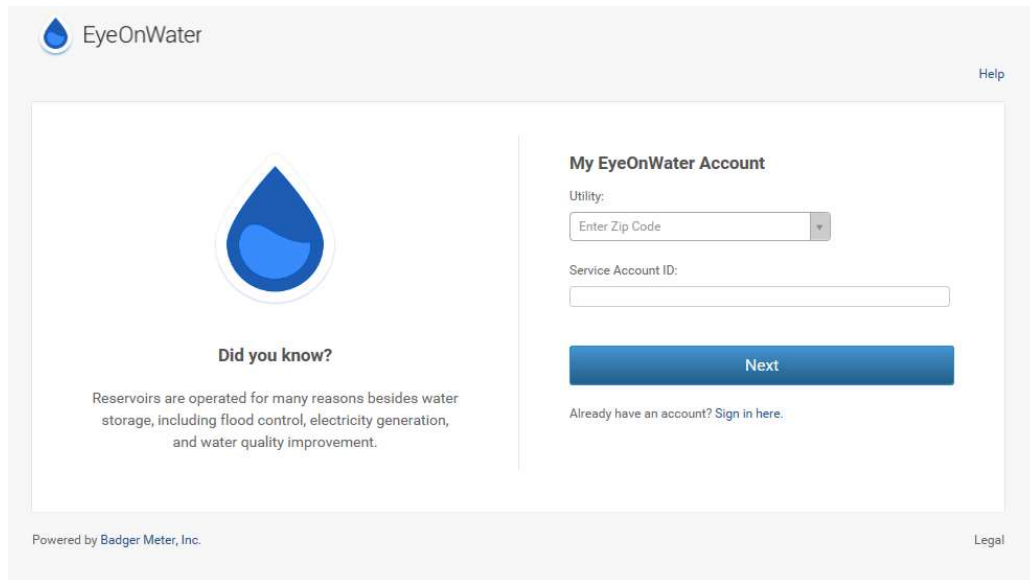 EyeOnWater
Help
My EyeOnWater Account
Utility:
Enter Zip Code
Service Account ID:
Next
Already have an account? Sign in here.
Did you know?
Reservoirs are operated for many reasons besides water
storage, including flood control, electricity generation,
and water quality improvement.
Powered by Badger Meter, Inc.
Legal